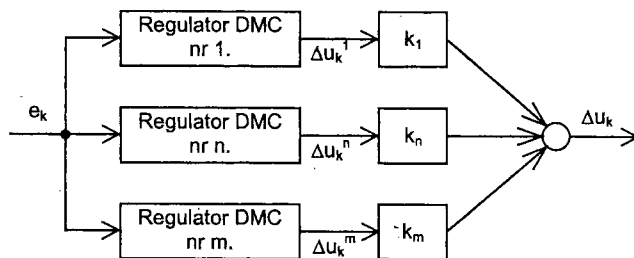 Regulator DMC
nr 1.
Δu_k^1
k_1
e_k
Regulator DMC
nr n.
Δu_k^n
k_n
Δu_k
Regulator DMC
nr m.
Δu_k^m
k_m